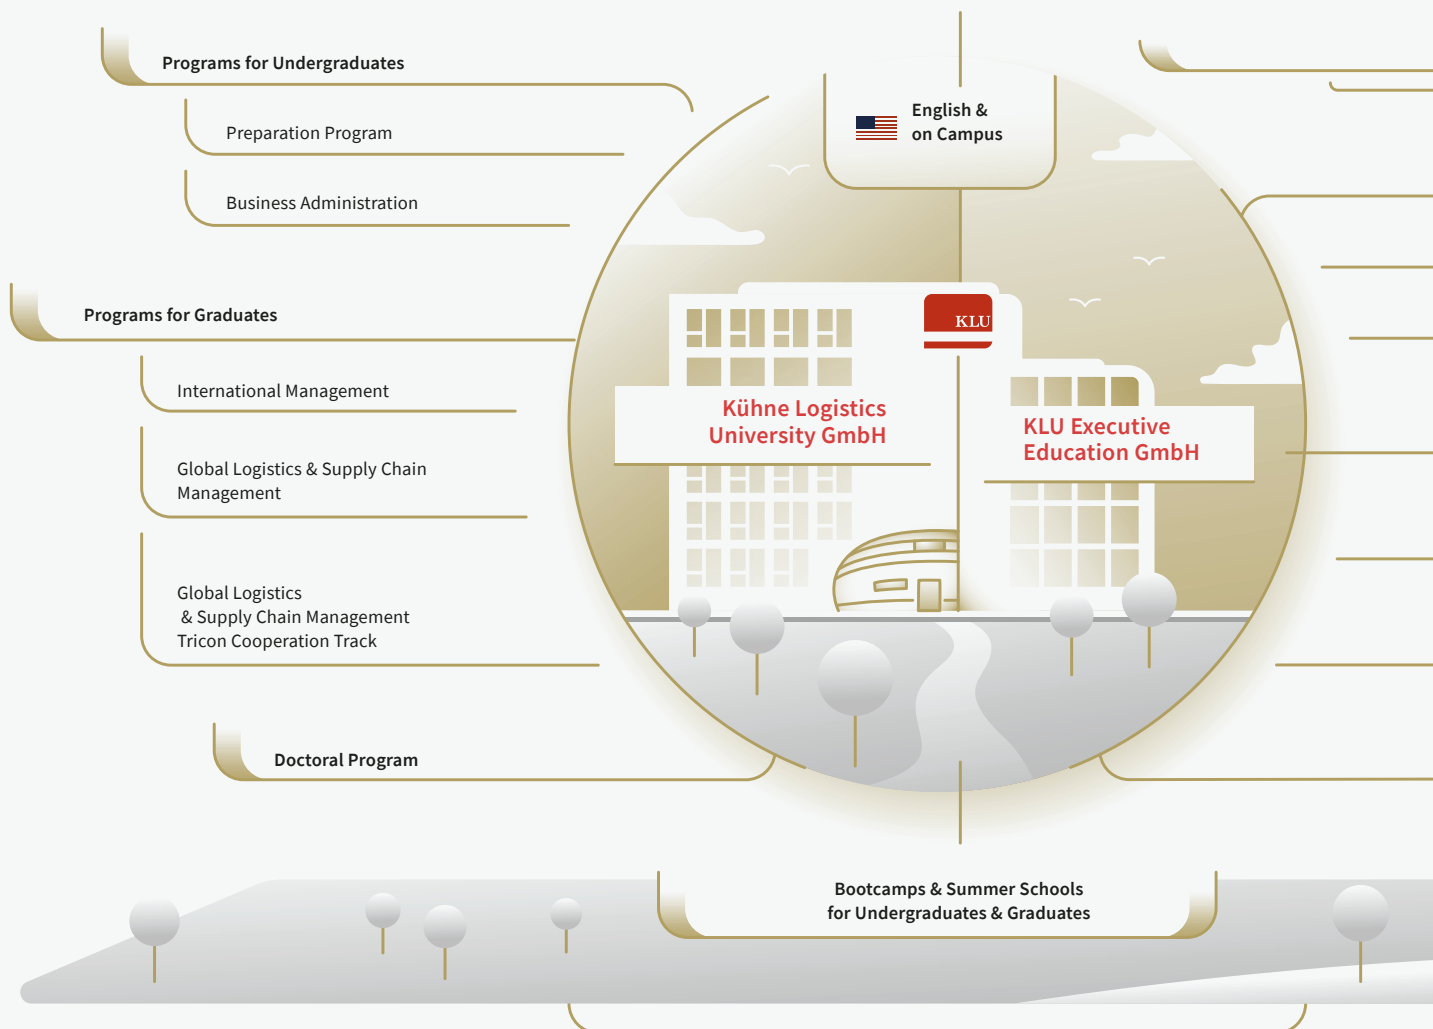 Programs for Undergraduates
Preparation Program
Business Administration
Programs for Graduates
International Management
Global Logistics & Supply Chain
Management
Global Logistics
& Supply Chain Management
Tricon Cooperation Track
Doctoral Program
English &
on Campus
KLU
Kühne Logistics
University GmbH
KLU Executive
Education GmbH
Bootcamps & Summer Schools
for Undergraduates & Graduates